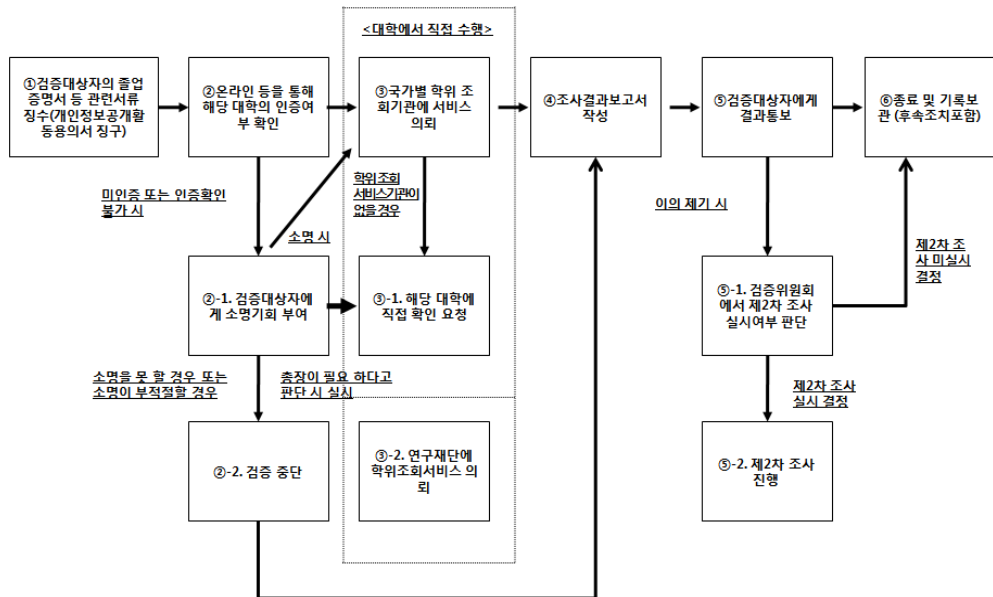 <대학에서 직접 수행>
①검증대상자의 졸업
증명서 등 관련서류
징수(개인정보공개활
동용의서 징구)
②온라인 등을 통해
해당 대학의 인증여
부 확인
③국가별 학위 조
회기관에 서비스
의뢰
④조사결과보고서
작성
⑤검증대상자에게
결과통보
⑥종료 및 기록보
관 (후속조치포함)
미인증 또는 인증확인
불가 시
소명 시
학위조회
서비스기관이
없을 경우
이의 제기 시
제2차 조
사 미실시
결정
②-1. 검증대상자에
게 소명기회 부여
③-1. 해당 대학에
직접 확인 요청
⑤-1. 검증위원회
에서 제2차 조사
실시여부 판단
소명을 못 할 경우 또는
소명이 부적절할 경우
총장이 필요 하다고
판단 시 실시
제2차 조사
실시 결정
②-2. 검증 중단
③-2. 연구재단에
학위조회서비스 의
뢰
⑤-2. 제2차 조사
진행